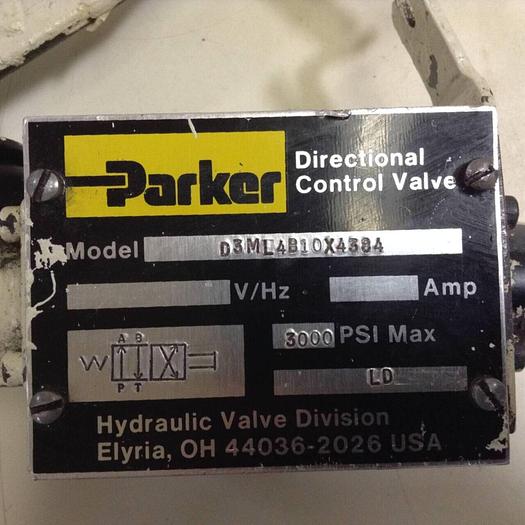 Parker
Directional
Control Valve
Model D3ML4B10X4384
V/Hz Amp
3000 PSI Max
A B
P T
LD
Hydraulic Valve Division
Elyria, OH 44036-2026 USA